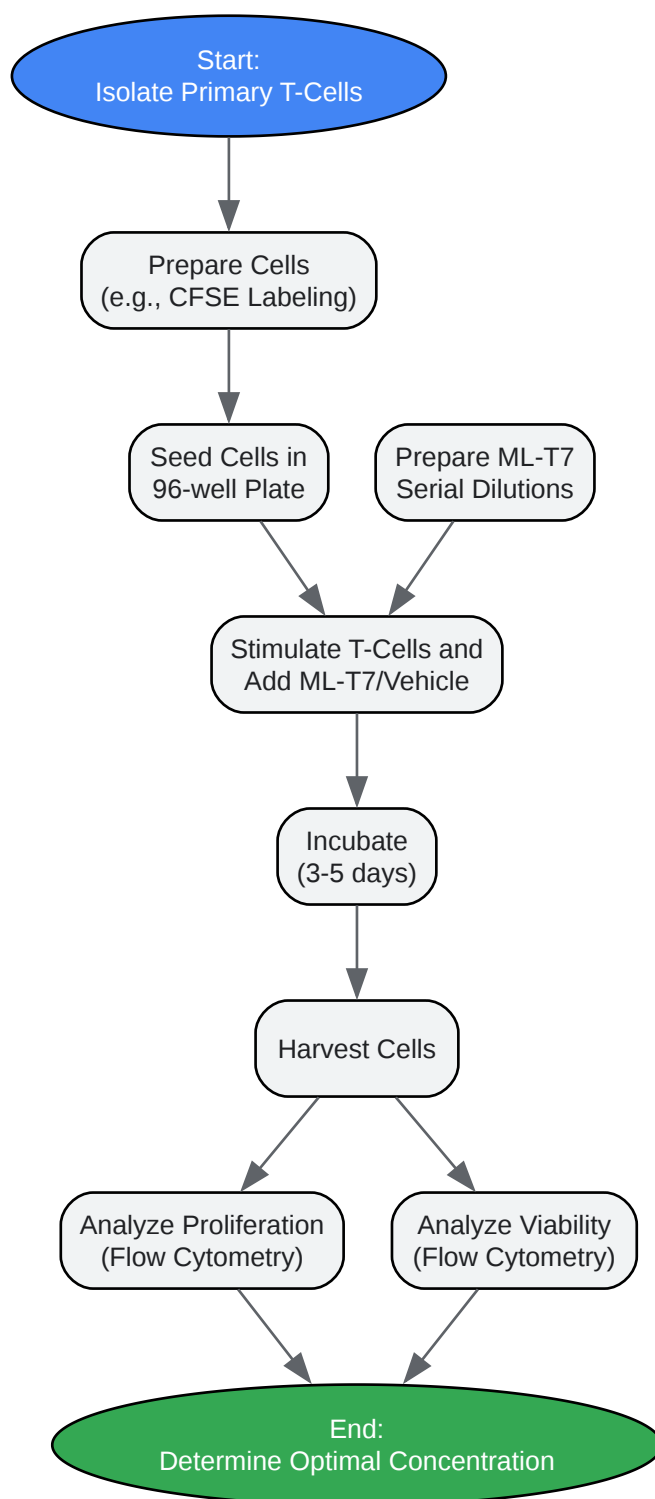 Start:
Isolate Primary T-Cells
Prepare Cells
(e.g., CFSE Labeling)
Seed Cells in
96-well Plate
Prepare ML-T7
Serial Dilutions
Stimulate T-Cells and
Add ML-T7/Vehicle
Incubate
(3-5 days)
Harvest Cells
Analyze Proliferation
(Flow Cytometry)
Analyze Viability
(Flow Cytometry)
End:
Determine Optimal Concentration